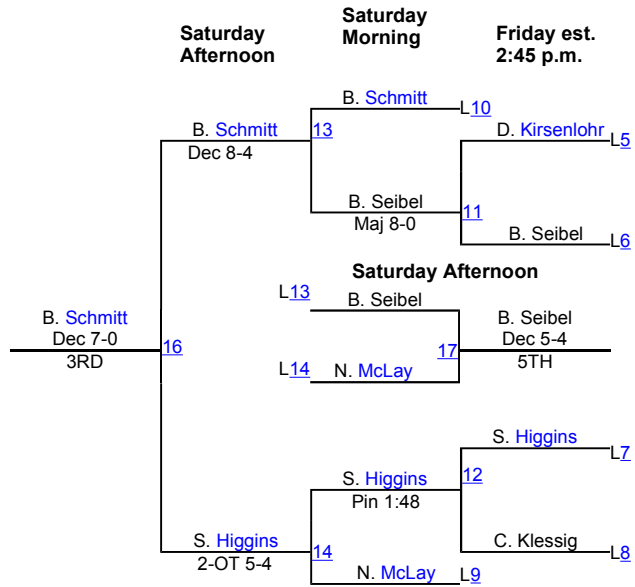 Saturday Afternoon
Saturday Morning
Friday est. 2:45 p.m.
B. Schmitt
L10
B. Schmitt
13
D. Kirsenlohr
L5
Dec 8-4
B. Seibel
11
Maj 8-0
B. Seibel
L6
Saturday Afternoon
L13
B. Seibel
B. Schmitt
B. Seibel
Dec 7-0
16
17
Dec 5-4
3RD
5TH
L14
N. McLay
S. Higgins
L7
S. Higgins
12
Pin 1:48
S. Higgins
14
C. Klessig
L8
2-OT 5-4
N. McLay
L9